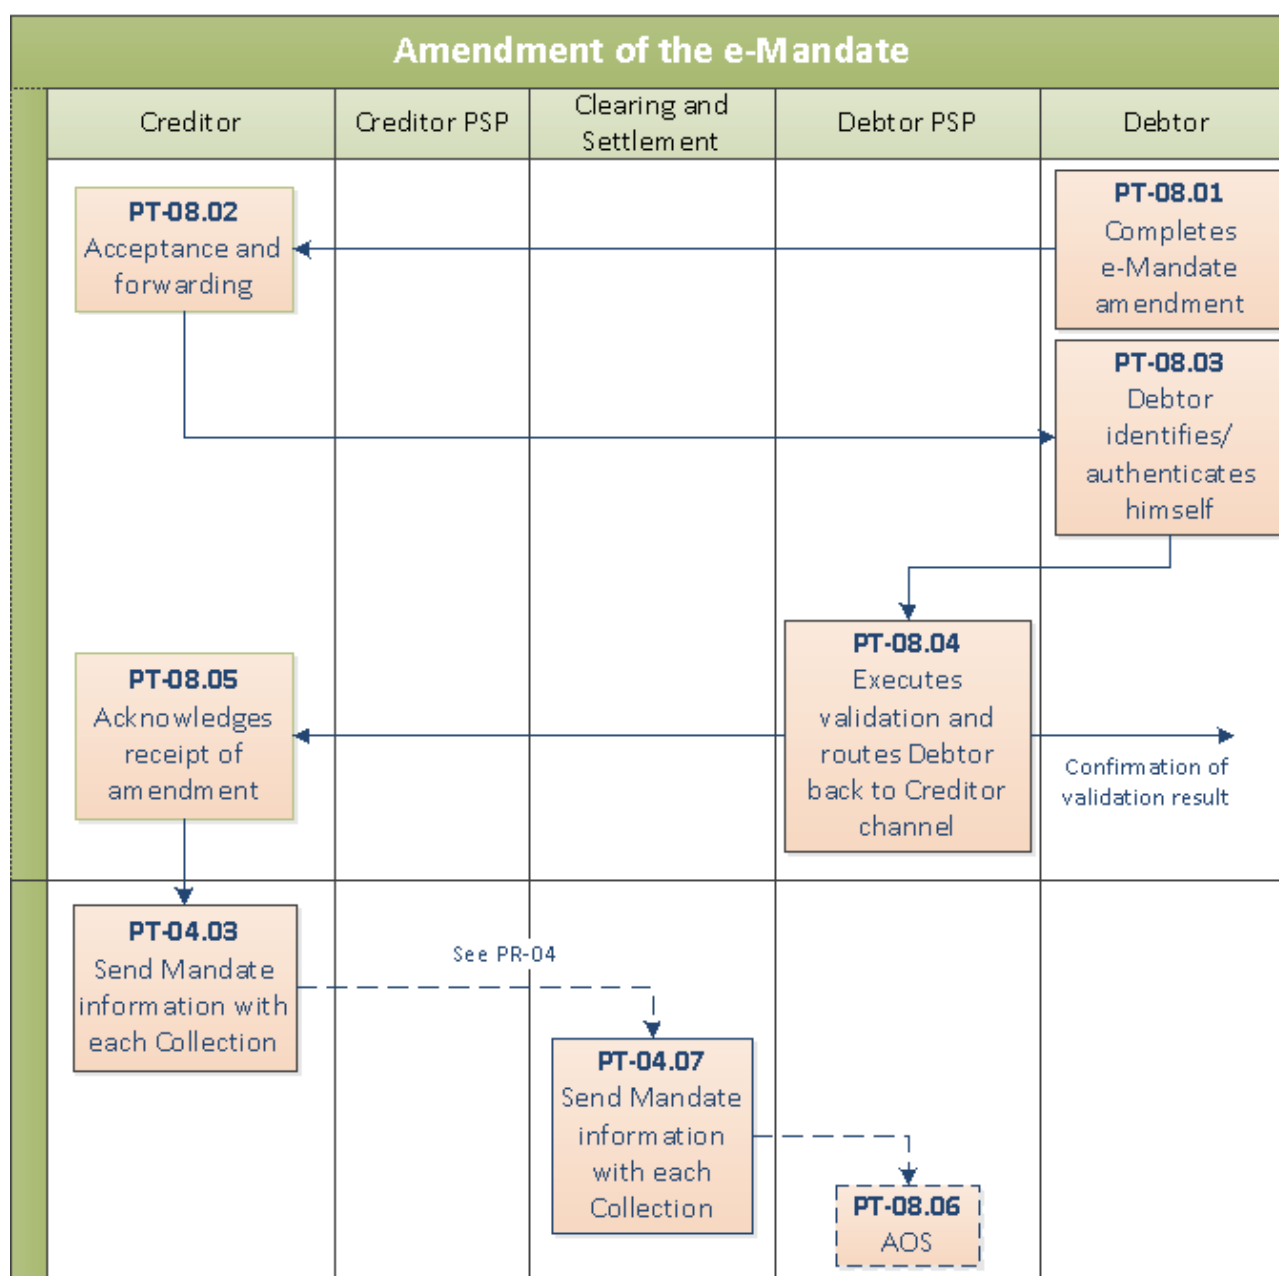 Amendment of the e-Mandate
Creditor
Creditor PSP
Clearing and
Settlement
Debtor PSP
Debtor
PT-08.01
Completes
e-Mandate
amendment
PT-08.02
Acceptance and
forwarding
PT-08.03
Debtor
identifies/
authenticates
himself
PT-08.04
Executes
validation and
routes Debtor
back to Creditor
channel
Confirmation of
validation result
PT-08.05
Acknowledges
receipt of
amendment
PT-04.03
Send Mandate
information with
each Collection
See PR-04
PT-04.07
Send Mandate
information
with each
Collection
PT-08.06
AOS